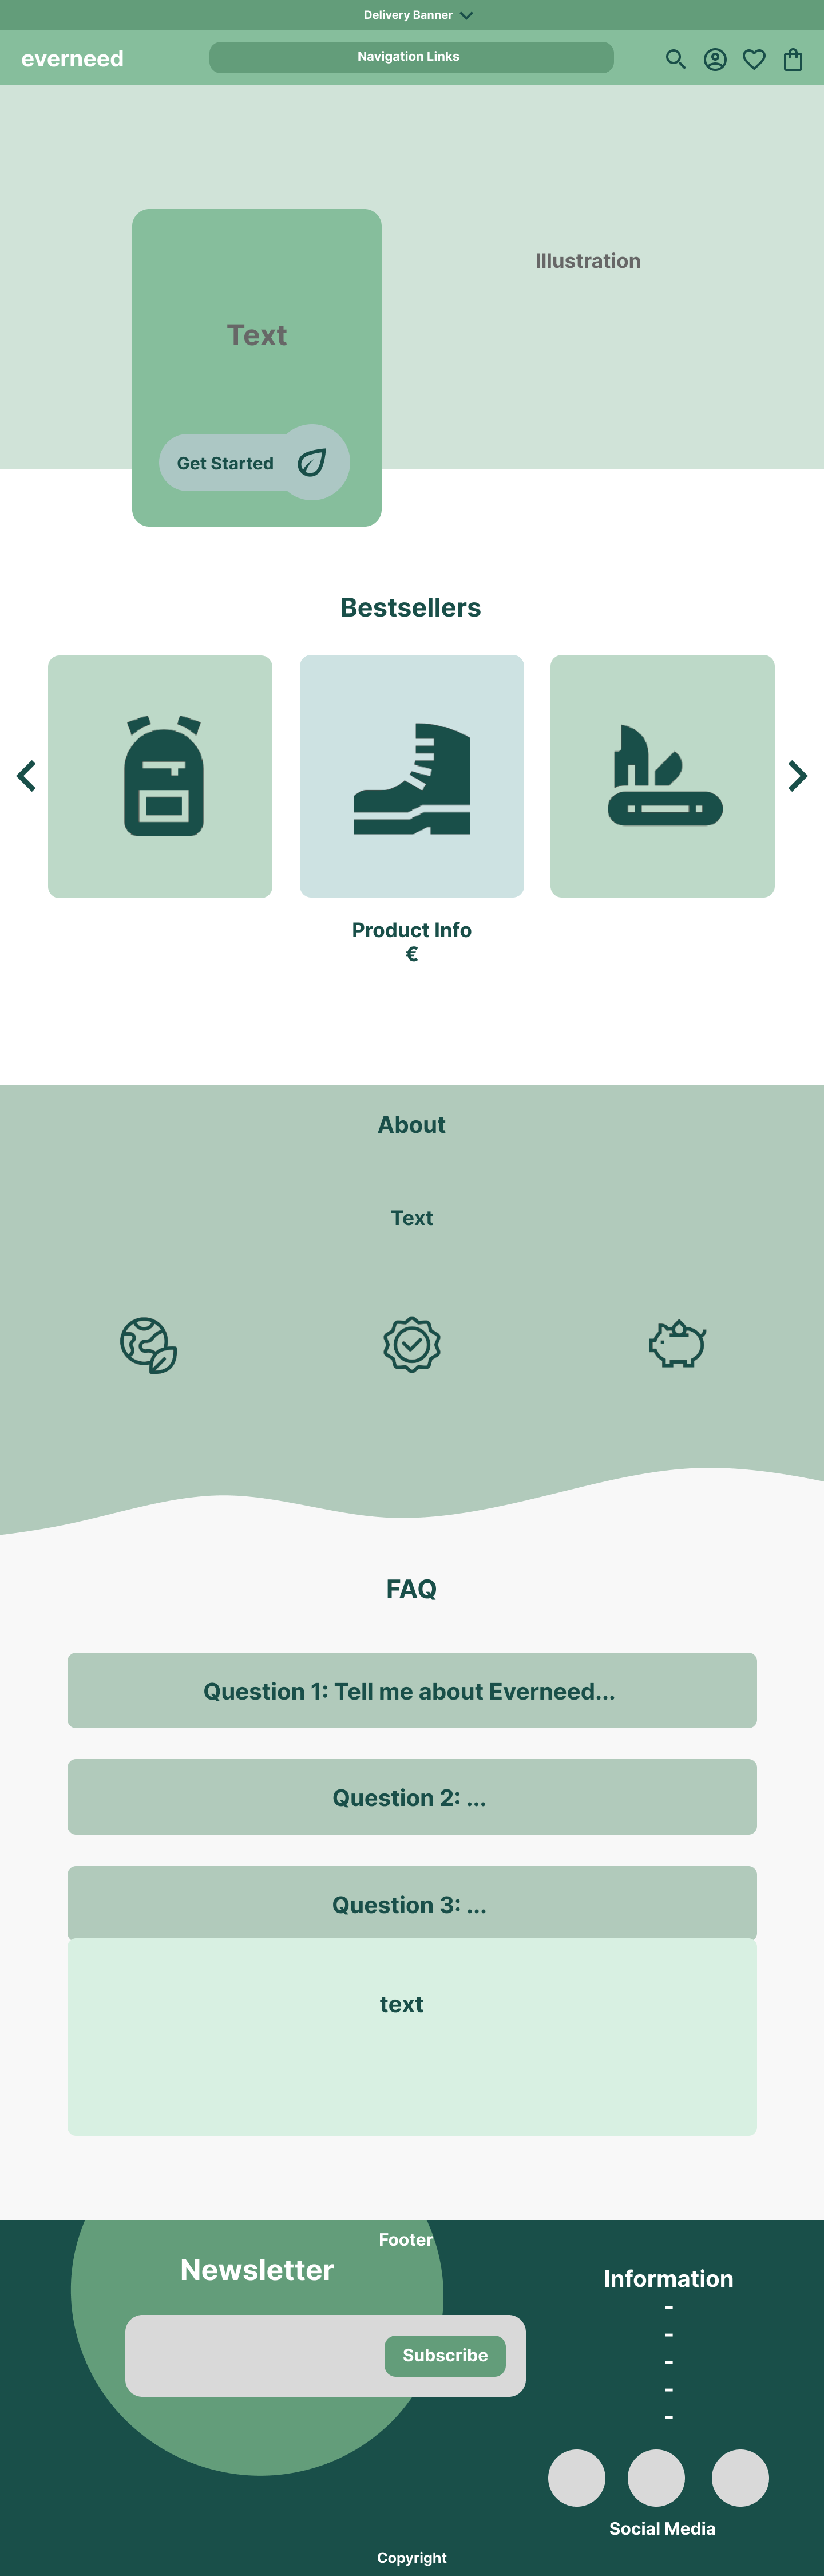 Delivery Banner
everneed
Navigation Links
Illustration
Text
Get Started
Bestsellers
Product Info
€
About
Text
FAQ
Question 1: Tell me about Everneed...
Question 2: ...
Question 3: ...
text
Footer
Newsletter
Subscribe
Information
-
-
-
-
-
Social Media
Copyright